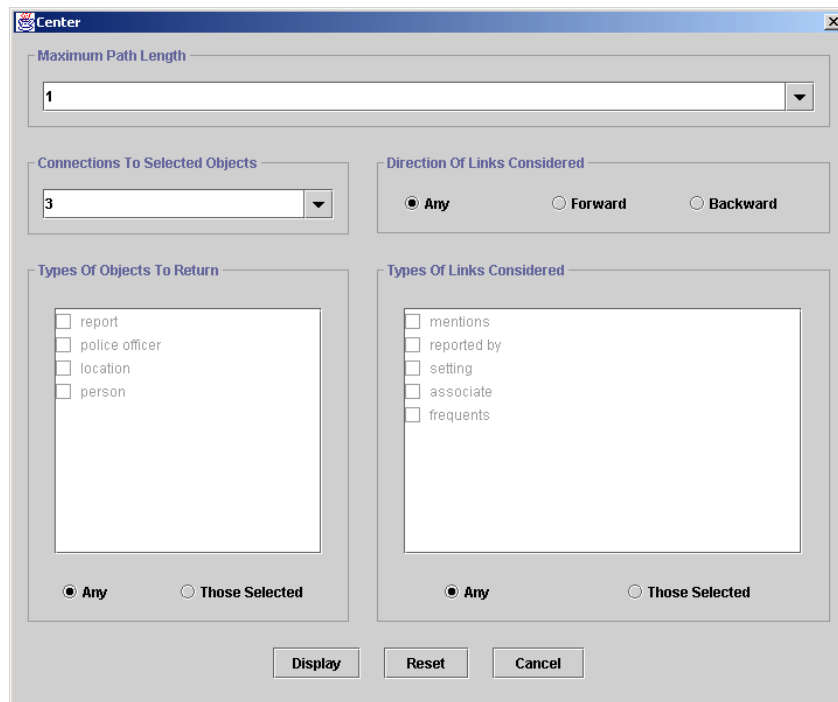 Center
Maximum Path Length
1
Connections To Selected Objects
3
Direction Of Links Considered
Any Forward Backward
Types Of Objects To Return
report
police officer
location
person
Any Those Selected
Types Of Links Considered
mentions
reported by
setting
associate
frequents
Any Those Selected
Display Reset Cancel